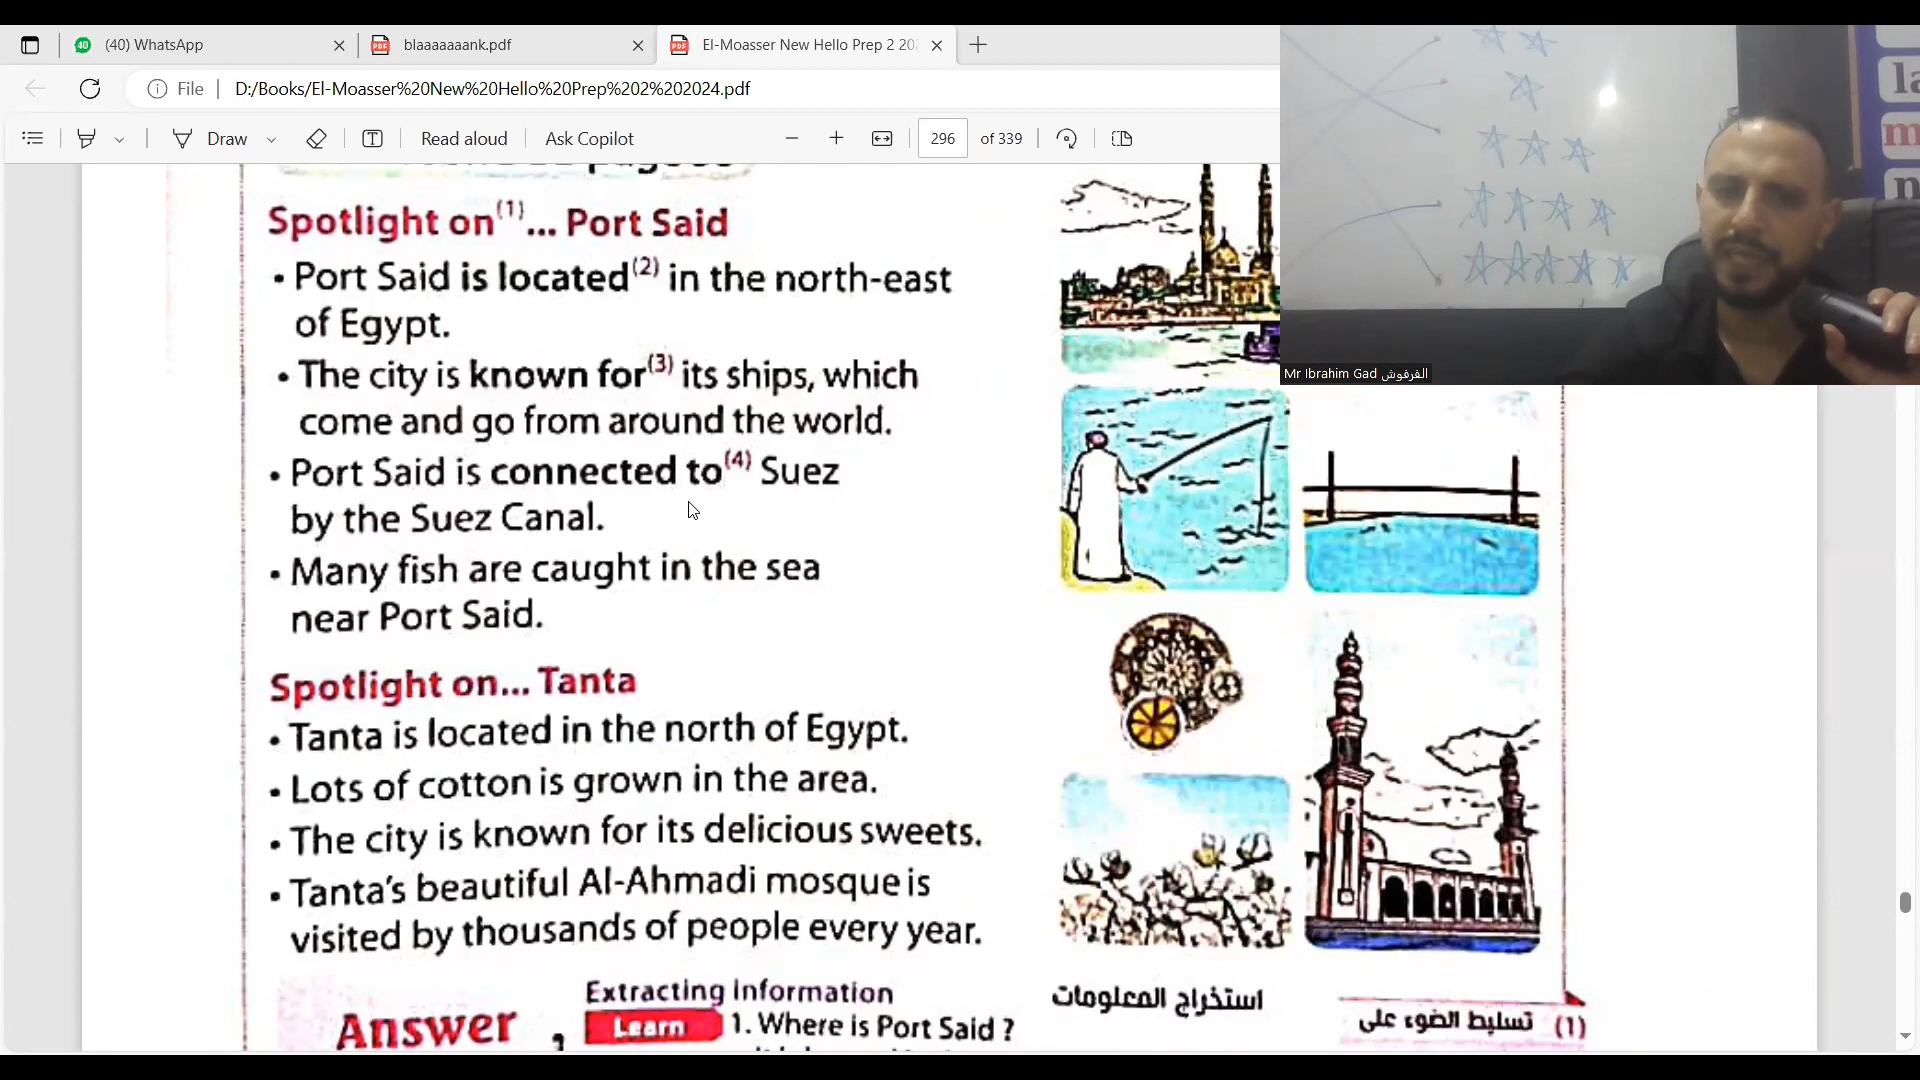 (40) WhatsApp
blaaaaaaank.pdf
El-Moasser New Hello Prep 2 20
File
D:/Books/El-Moasser%20New%20Hello%20Prep%202%202024.pdf
Draw
Read aloud
Ask Copilot
296
of 339
Spotlight on(1)... Port Said
• Port Said is located(2) in the north-east
of Egypt.
• The city is known for(3) its ships, which
come and go from around the world.
• Port Said is connected to(4) Suez
by the Suez Canal.
• Many fish are caught in the sea
near Port Said.
Spotlight on... Tanta
• Tanta is located in the north of Egypt.
• Lots of cotton is grown in the area.
• The city is known for its delicious sweets.
• Tanta's beautiful Al-Ahmadi mosque is
visited by thousands of people every year.
Extracting information
استخراج المعلومات
Answer
Learn
1. Where is Port Said ?
(1) تسليط الضوء على
la
m
n
Mr Ibrahim Gad الفرفوش